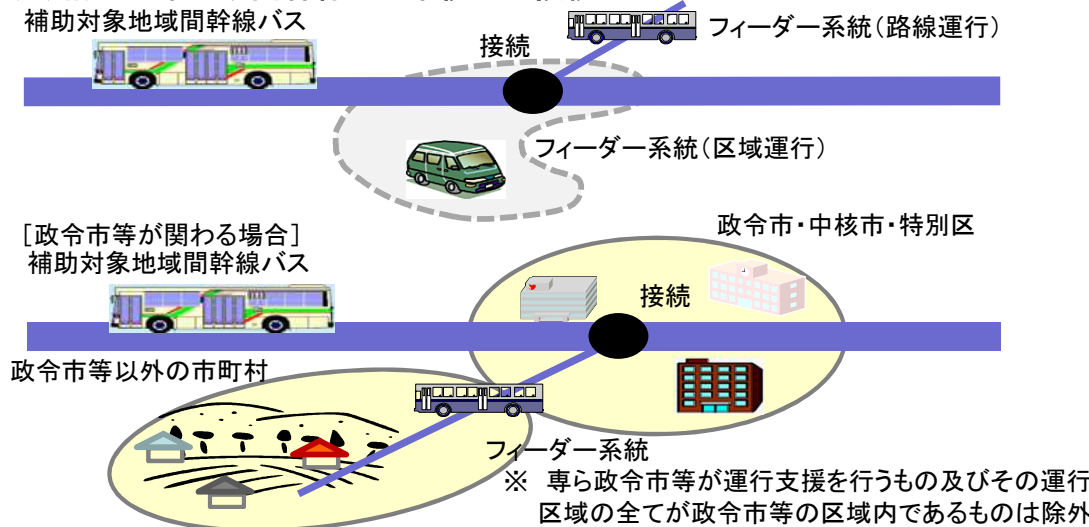 補助対象地域間幹線バス
フィーダー系統(路線運行)
接続
フィーダー系統(区域運行)
[政令市等が関わる場合]
補助対象地域間幹線バス
政令市・中核市・特別区
接続
政令市等以外の市町村
フィーダー系統
※ 専ら政令市等が運行支援を行うもの及びその運行
区域の全てが政令市等の区域内であるものは除外